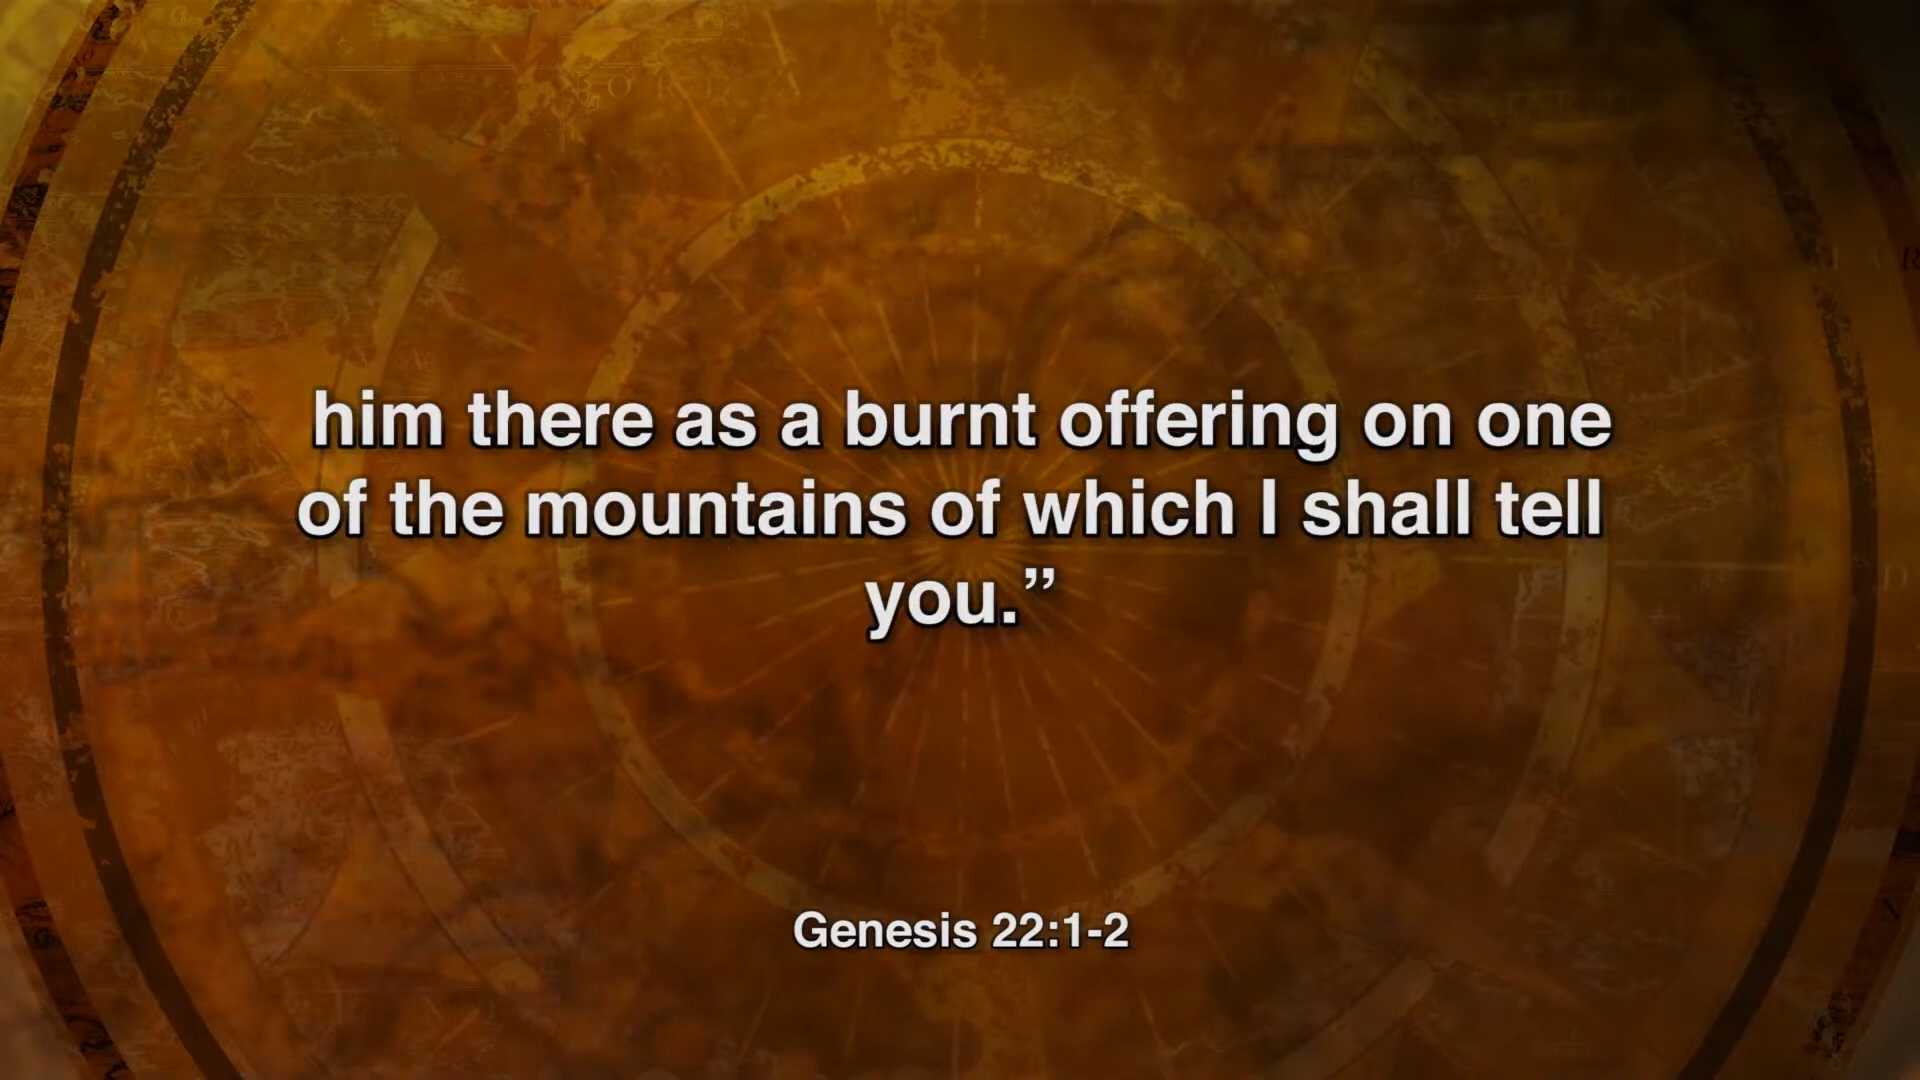 him there as a burnt offering on one
of the mountains of which I shall tell
you.”
Genesis 22:1-2